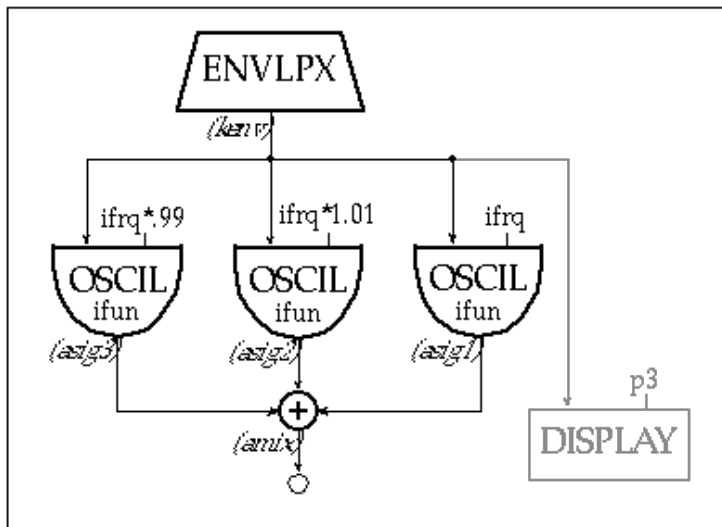 ENVLPX
(kenv)
ifrq*.99
ifrq*1.01
ifrq
OSCIL
ifun
OSCIL
ifun
OSCIL
ifun
(asig3)
(asig2)
(asig1)
p3
+
DISPLAY
(amix)